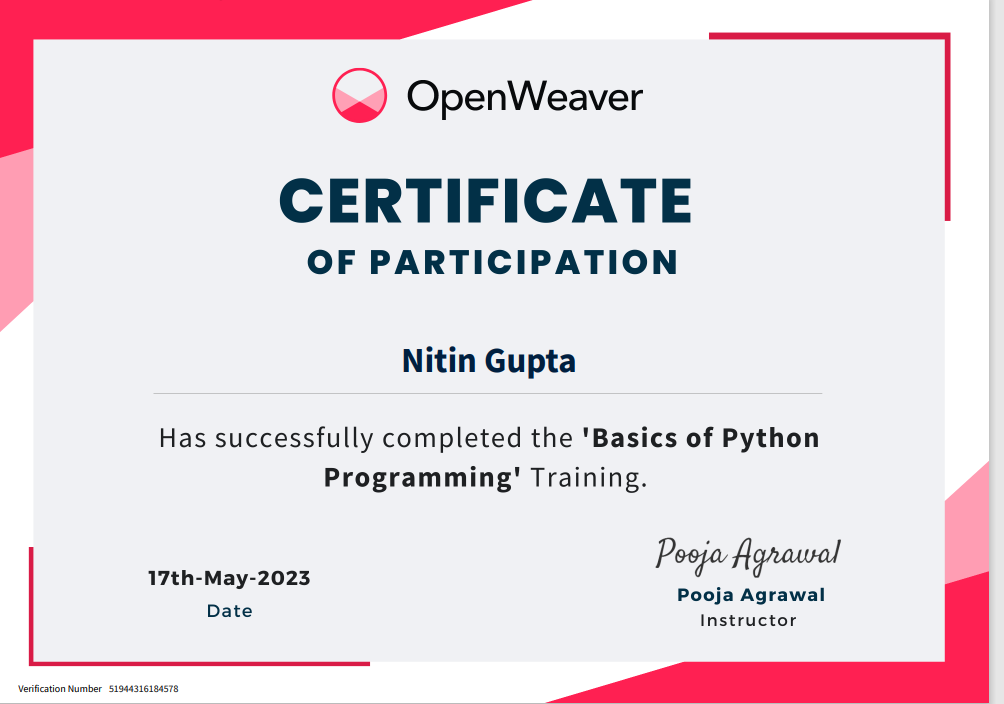 OpenWeaver
CERTIFICATE
OF PARTICIPATION
Nitin Gupta
Has successfully completed the 'Basics of Python
Programming' Training.
17th-May-2023
Date
Pooja Agrawal
Pooja Agrawal
Instructor
Verification Number 51944316184578